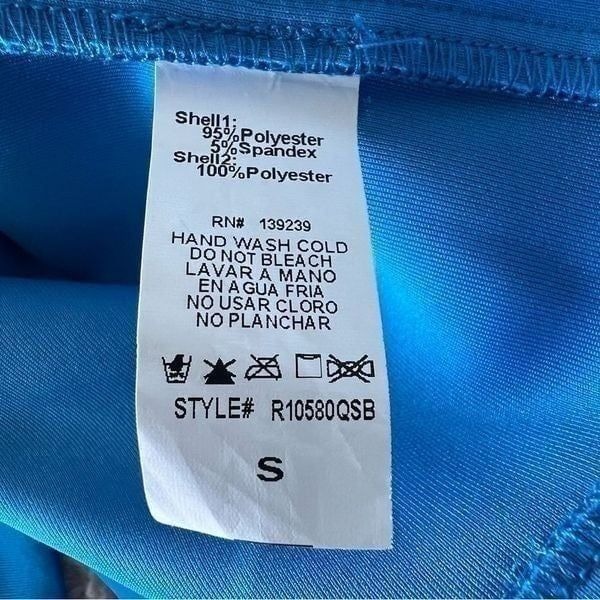 Shell1:
95%Polyester
5%Spandex
Shell2:
100%Polyester
RN# 139239
HAND WASH COLD
DO NOT BLEACH
LAVAR A MANO
EN AGUA FRIA
NO USAR CLORO
NO PLANCHAR
STYLE# R10580QSB
S